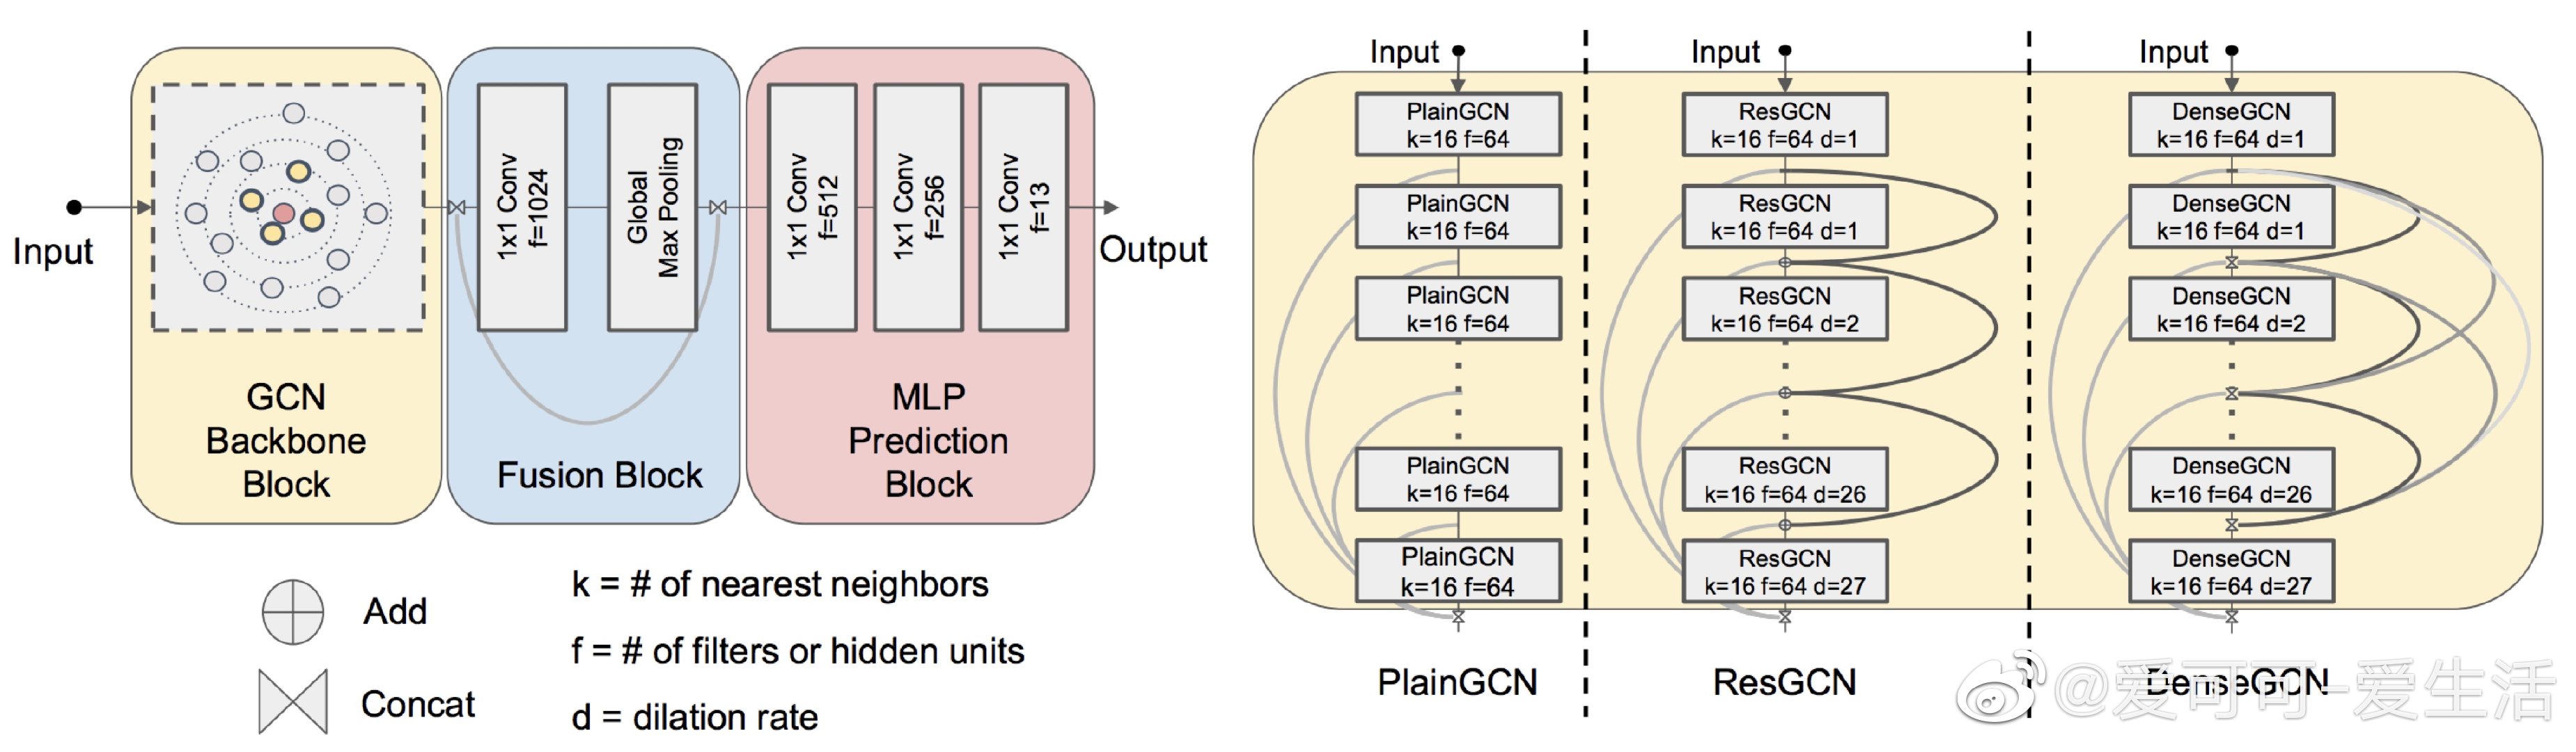 Input
GCN
Backbone
Block
1x1 Conv
f=1024
Global
Max Pooling
Fusion Block
1x1 Conv
f=512
1x1 Conv
f=256
1x1 Conv
f=13
MLP
Prediction
Block
Output
Add
Concat
k = # of nearest neighbors
f = # of filters or hidden units
d = dilation rate
Input
PlainGCN
k=16 f=64
PlainGCN
k=16 f=64
PlainGCN
k=16 f=64
PlainGCN
k=16 f=64
PlainGCN
k=16 f=64
PlainGCN
Input
ResGCN
k=16 f=64 d=1
ResGCN
k=16 f=64 d=1
ResGCN
k=16 f=64 d=2
ResGCN
k=16 f=64 d=26
ResGCN
k=16 f=64 d=27
ResGCN
Input
DenseGCN
k=16 f=64 d=1
DenseGCN
k=16 f=64 d=1
DenseGCN
k=16 f=64 d=2
DenseGCN
k=16 f=64 d=26
DenseGCN
k=16 f=64 d=27
DenseGCN
@爱可可-爱生活